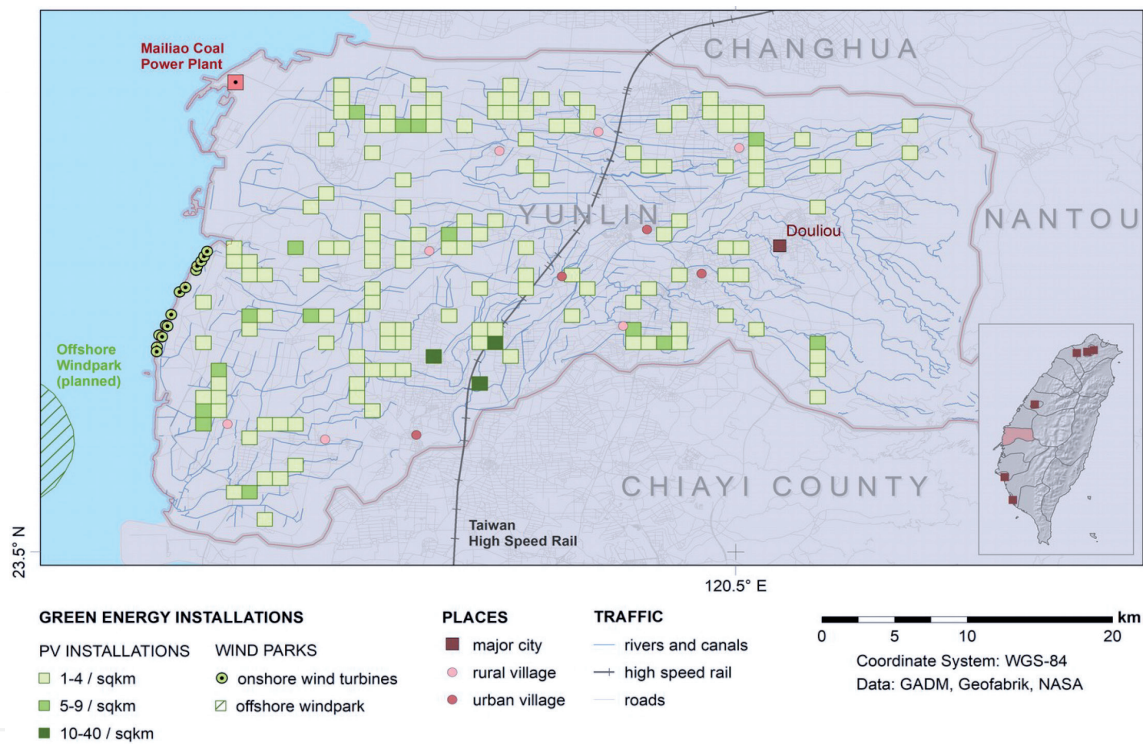 Mailiao Coal
Power Plant
CHANGHUA
YUNLIN
NANTOU
Douliou
Offshore
Windpark
(planned)
CHIAYI COUNTY
Taiwan
High Speed Rail
23.5° N
120.5° E
GREEN ENERGY INSTALLATIONS
PV INSTALLATIONS
1-4 / sqkm
5-9 / sqkm
10-40 / sqkm
WIND PARKS
onshore wind turbines
offshore windpark
PLACES
major city
rural village
urban village
TRAFFIC
rivers and canals
high speed rail
roads
km
0 5 10 20
Coordinate System: WGS-84
Data: GADM, Geofabrik, NASA